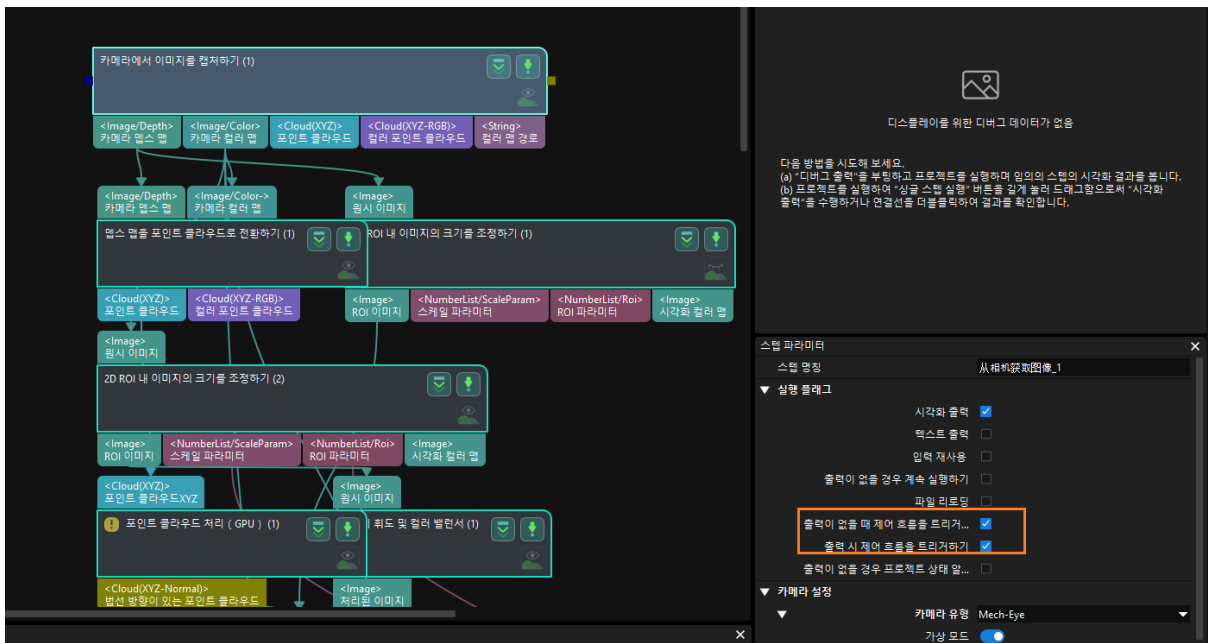 카메라에서 이미지를 캡처하기 (1)
<Image/Depth> <Image/Color> <Cloud(XYZ)> <Cloud(XYZ-RGB)> <String>
카메라 뎁스 맵 카메라 컬러 맵 포인트 클라우드 컬러 포인트 클라우드 컬러 맵 경로
<Image/Depth> <Image/Color-> <Image>
카메라 뎁스 맵 카메라 컬러 맵 원시 이미지
뎁스 맵을 포인트 클라우드로 전환하기 (1) ROI 내 이미지의 크기를 조정하기 (1)
<Cloud(XYZ)> <Cloud(XYZ-RGB)> <Image> <NumberList/ScaleParam> <NumberList/Roi> <Image>
포인트 클라우드 컬러 포인트 클라우드 ROI 이미지 스케일 파라미터 ROI 파라미터 시각화 컬러 맵
<Image>
원시 이미지
2D ROI 내 이미지의 크기를 조정하기 (2)
<Image> <NumberList/ScaleParam> <NumberList/Roi> <Image>
ROI 이미지 스케일 파라미터 ROI 파라미터 시각화 컬러 맵
<Cloud(XYZ)> <Image>
포인트 클라우드XYZ 원시 이미지
포인트 클라우드 처리 ( GPU ) (1) 휘도 및 컬러 밸런서 (1)
<Cloud(XYZ-Normal)> <Image>
법선 방향이 있는 포인트 클라우드 처리된 이미지
디스플레이를 위한 디버그 데이터가 없음
다음 방법을 시도해 보세요.
(a) "디버그 출력"을 부팅하고 프로젝트를 실행하며 임의의 스텝의 시각화 결과를 봅니다.
(b) 프로젝트를 실행하여 "싱글 스텝 실행" 버튼을 길게 눌러 드래그함으로써 "시각화
출력"을 수행하거나 연결선을 더블클릭하여 결과를 확인합니다.
스텝 파라미터
스텝 명칭 从相机获取图像_1
실행 플래그
시각화 출력
텍스트 출력
입력 재사용
출력이 없을 경우 계속 실행하기
파일 리로딩
출력이 없을 때 제어 흐름을 트리거...
출력 시 제어 흐름을 트리거하기
출력이 없을 경우 프로젝트 상태 알...
카메라 설정
카메라 유형 Mech-Eye
가상 모드